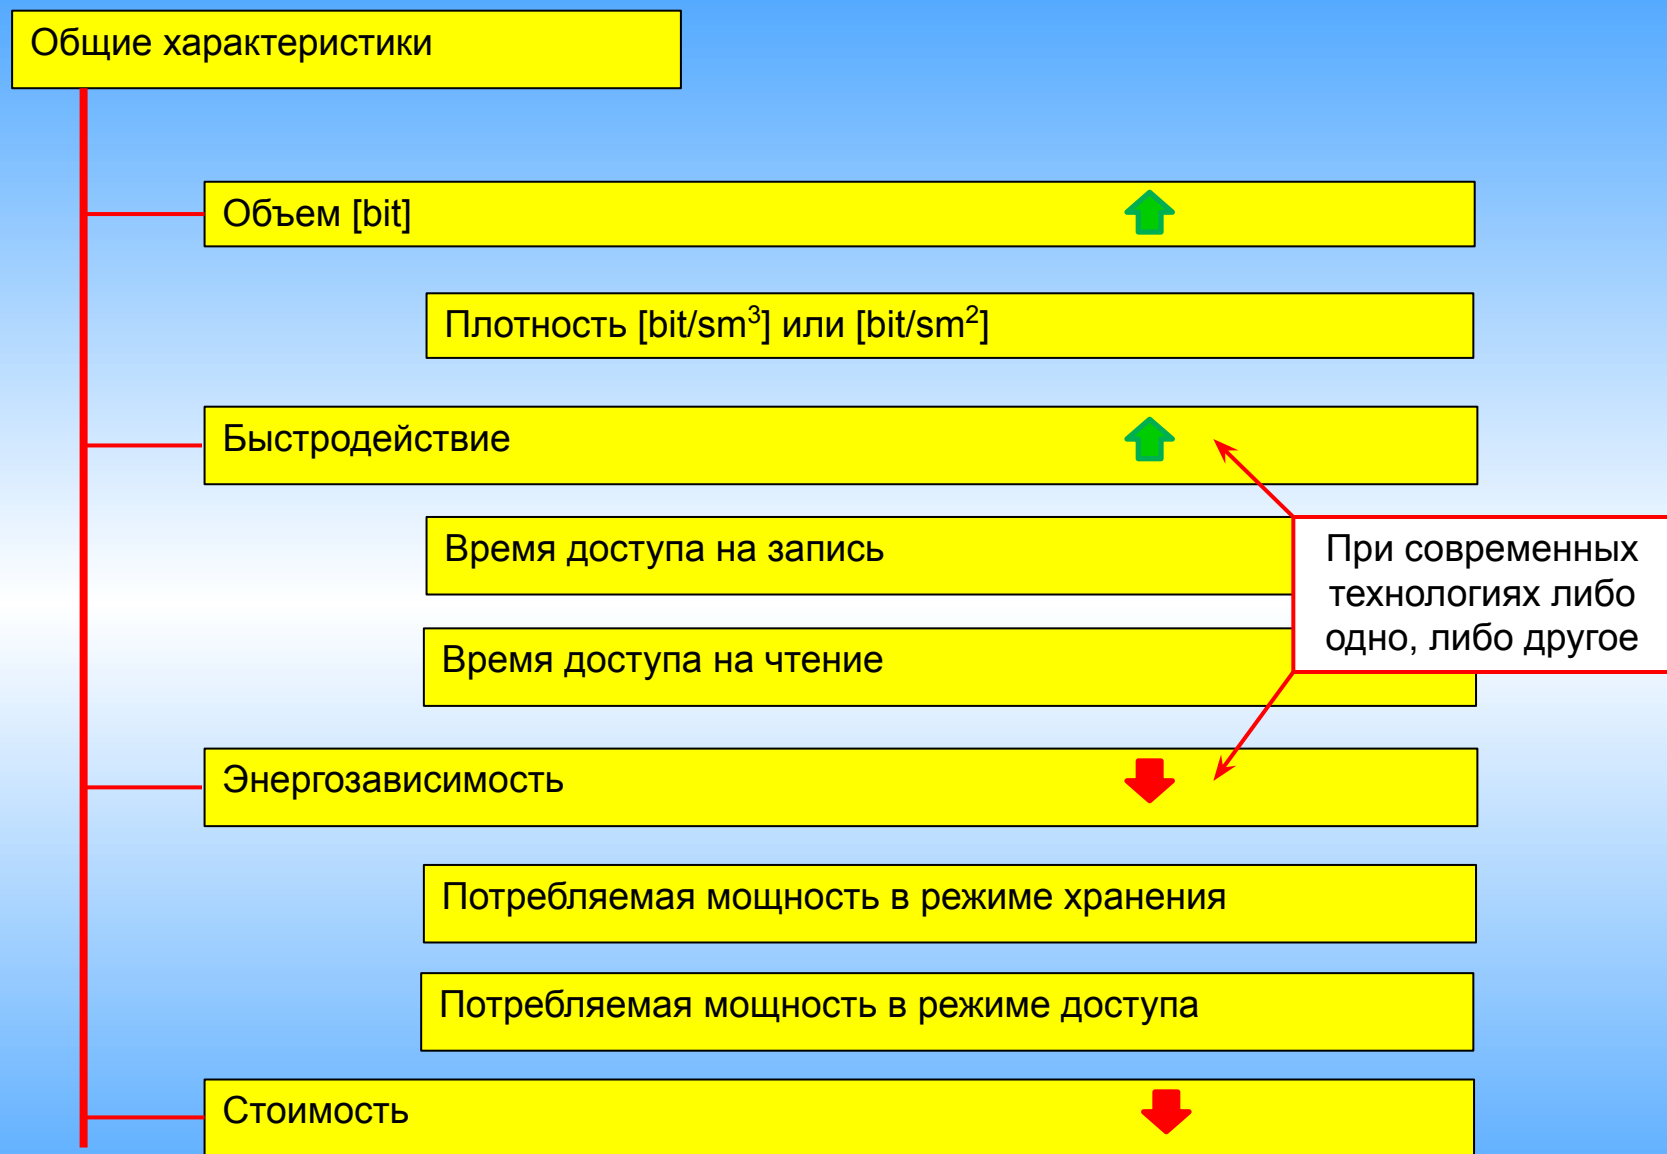 Общие характеристики
Объем [bit]
Плотность [bit/sm³] или [bit/sm²]
Быстродействие
Время доступа на запись
При современных
технологиях либо
одно, либо другое
Время доступа на чтение
Энергозависимость
Потребляемая мощность в режиме хранения
Потребляемая мощность в режиме доступа
Стоимость